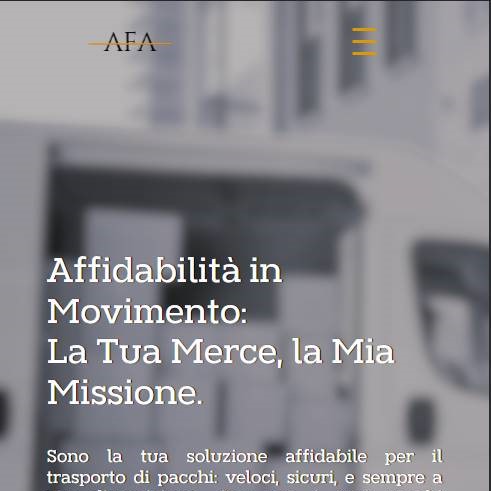 AFA
Affidabilità in
Movimento:
La Tua Merce, la Mia
Missione.
Sono la tua soluzione affidabile per il
trasporto di pacchi: veloci, sicuri, e sempre a